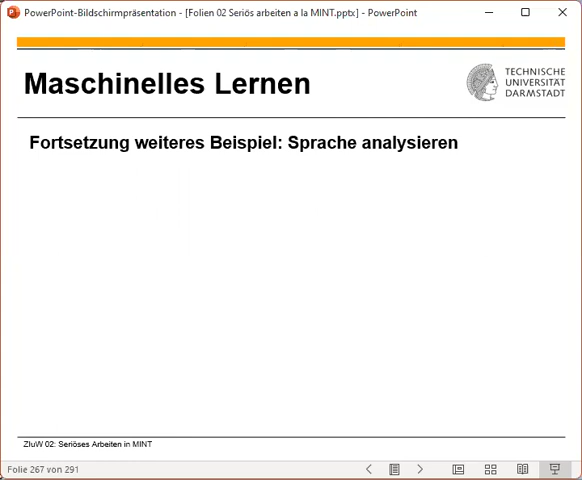 PowerPoint-Bildschirmpräsentation - [Folien 02 Seriös arbeiten a la MINT.pptx] - PowerPoint
Maschinelles Lernen
TECHNISCHE
UNIVERSITÄT
DARMSTADT
Fortsetzung weiteres Beispiel: Sprache analysieren
ZIuW 02: Seriöses Arbeiten in MINT
Folie 267 von 291